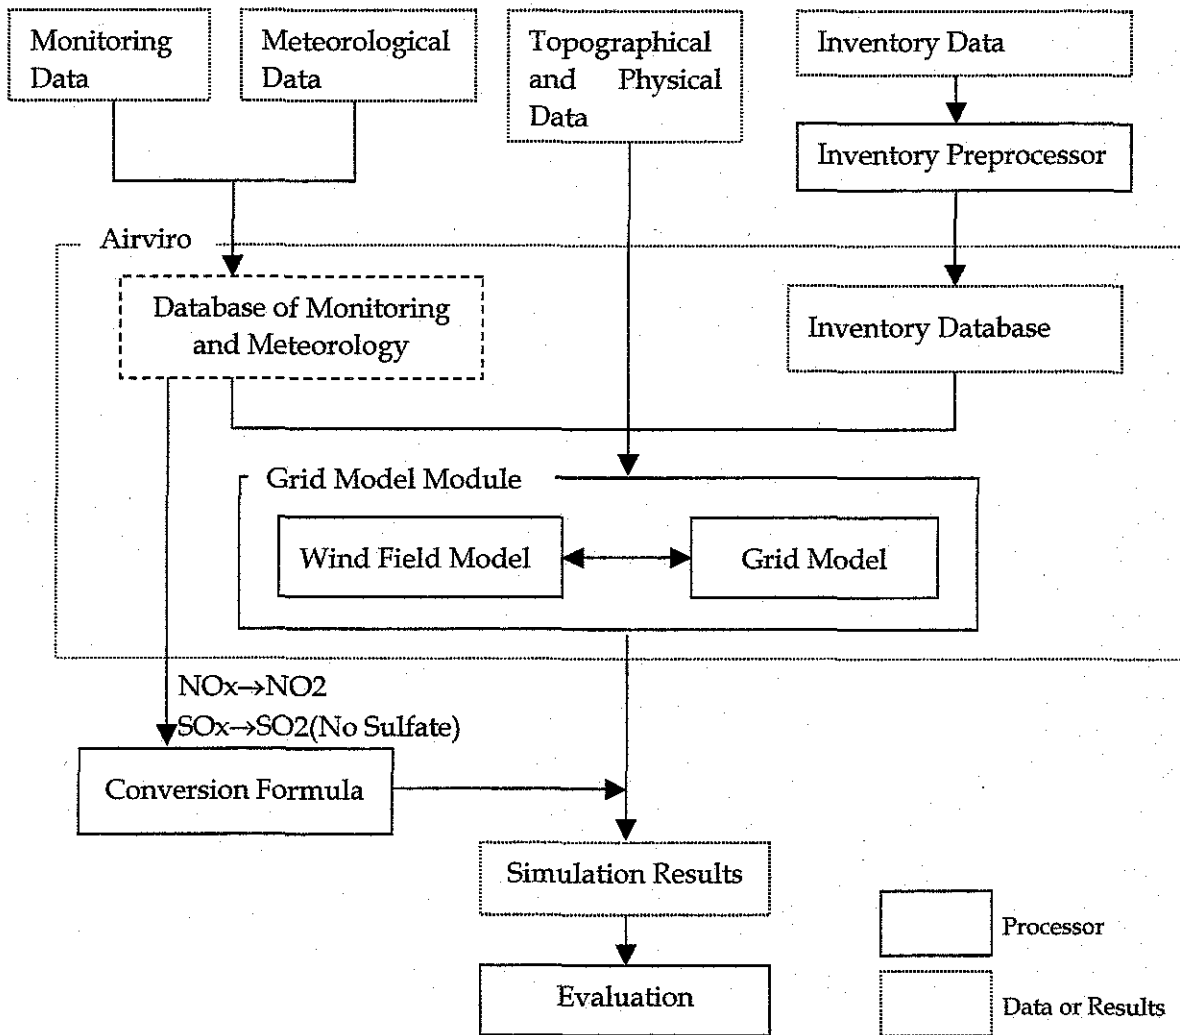 Monitoring
Data
Meteorological
Data
Topographical
and Physical
Data
Inventory Data
Inventory Preprocessor
Airviro
Database of Monitoring
and Meteorology
Inventory Database
Grid Model Module
Wind Field Model
Grid Model
NOx→NO2
SOx→SO2(No Sulfate)
Conversion Formula
Simulation Results
Evaluation
Processor
Data or Results